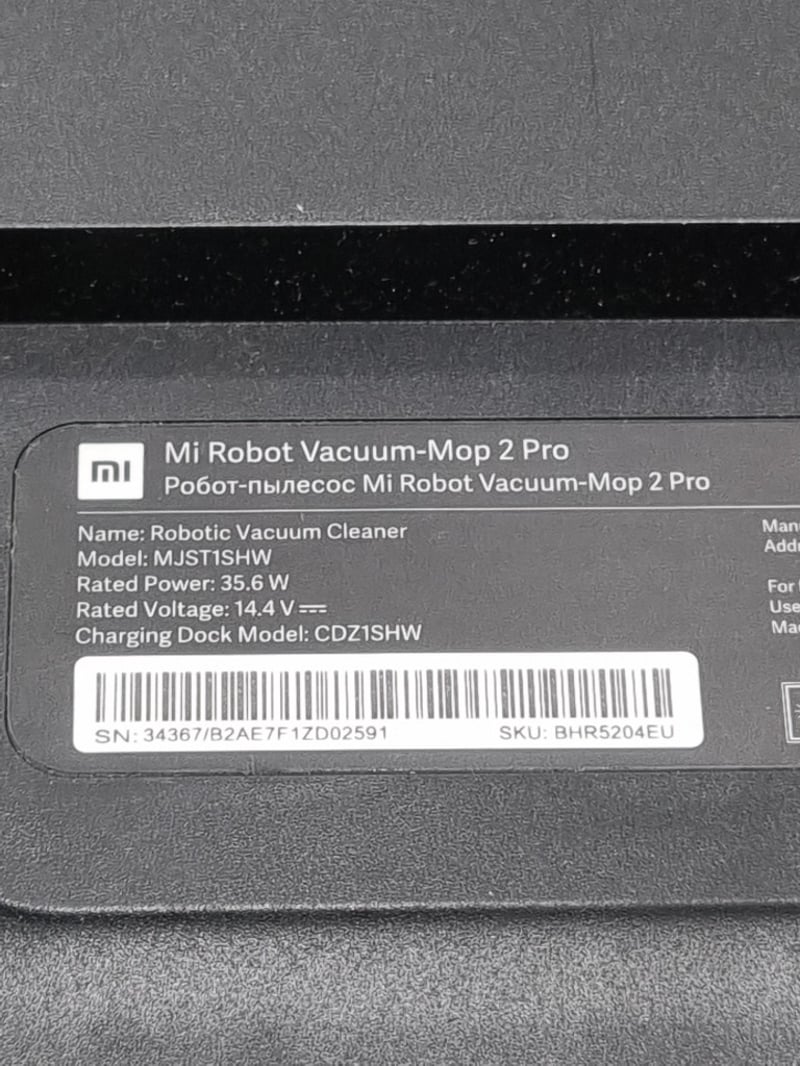 mi
Mi Robot Vacuum-Mop 2 Pro
Робот-пылесос Mi Robot Vacuum-Mop 2 Pro
Name: Robotic Vacuum Cleaner
Model: MJST1SHW
Rated Power: 35.6 W
Rated Voltage: 14.4 V ⎓
Charging Dock Model: CDZ1SHW
SN: 34367/B2AE7F1ZD02591 SKU: BHR5204EU
For